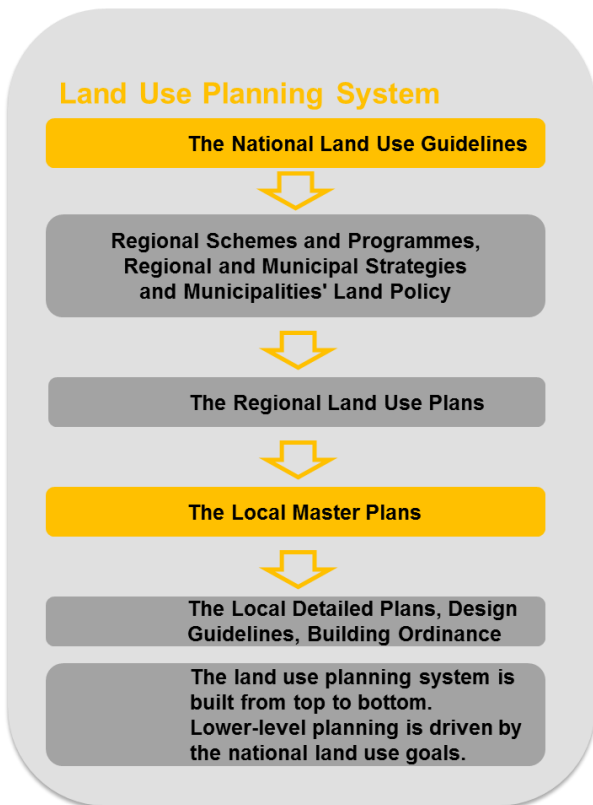 Land Use Planning System
The National Land Use Guidelines
Regional Schemes and Programmes,
Regional and Municipal Strategies
and Municipalities' Land Policy
The Regional Land Use Plans
The Local Master Plans
The Local Detailed Plans, Design
Guidelines, Building Ordinance
The land use planning system is
built from top to bottom.
Lower-level planning is driven by
the national land use goals.